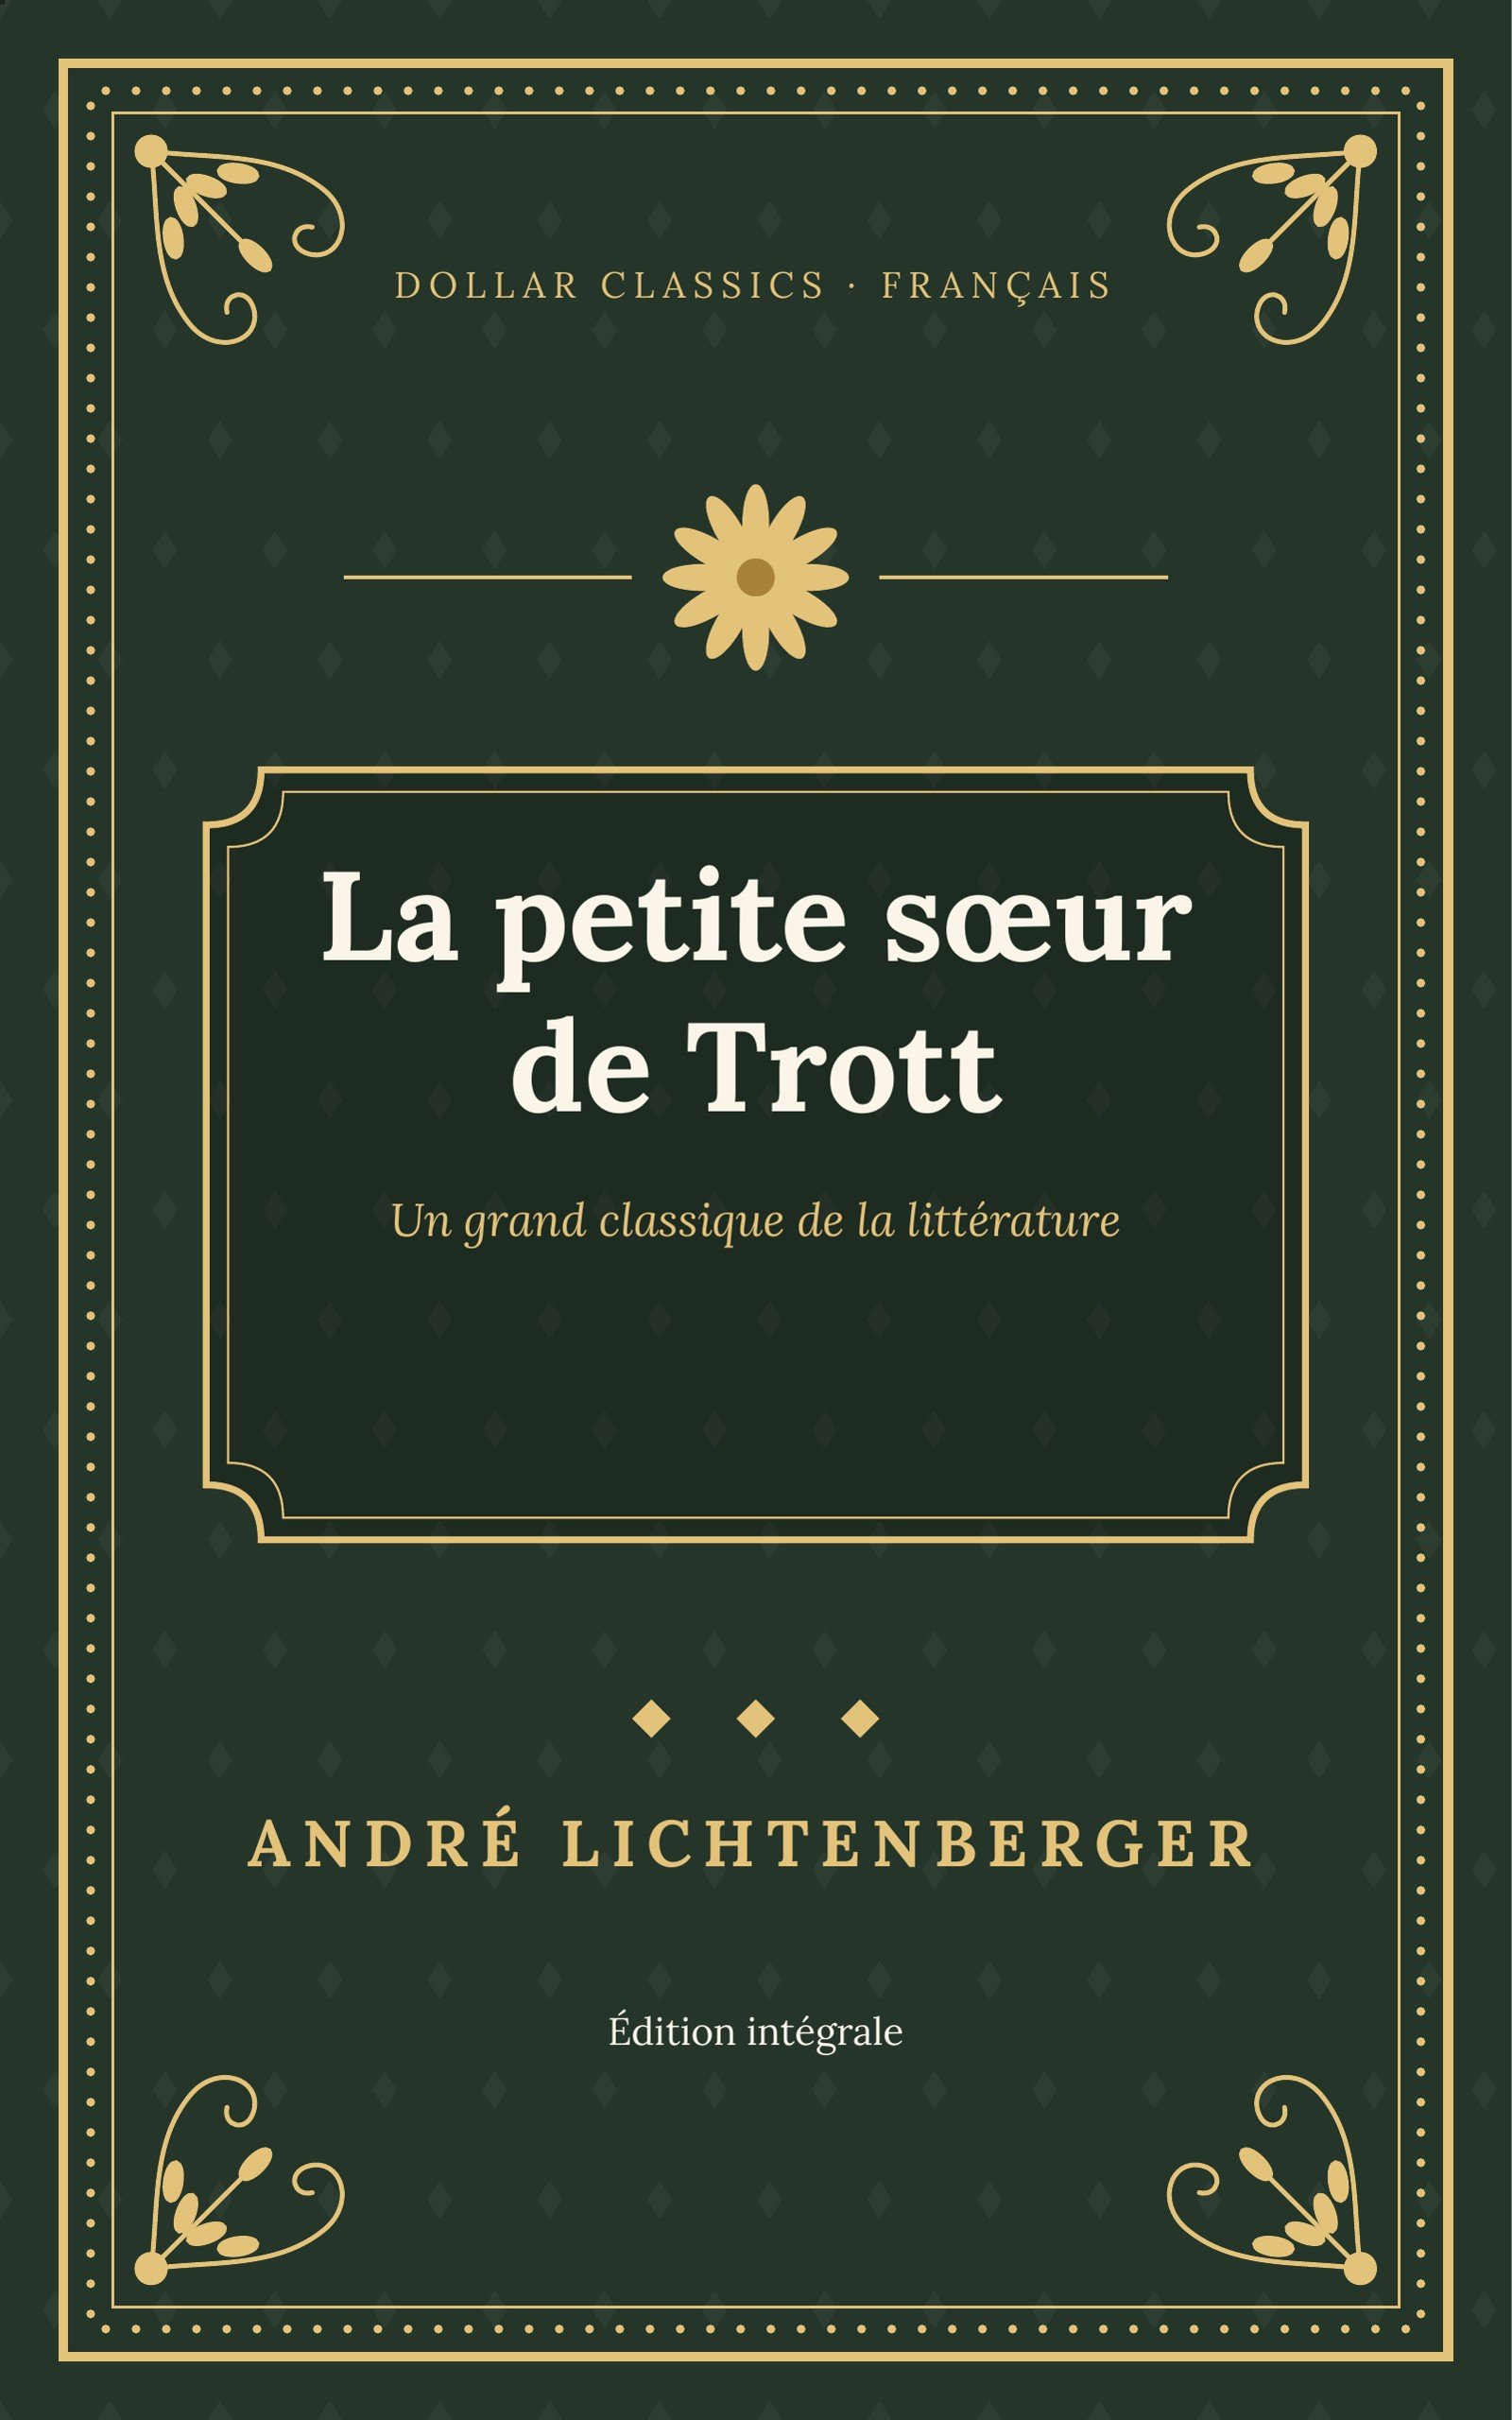 DOLLAR CLASSICS · FRANÇAIS
La petite sœur
de Trott
Un grand classique de la littérature
ANDRÉ LICHTENBERGER
Édition intégrale